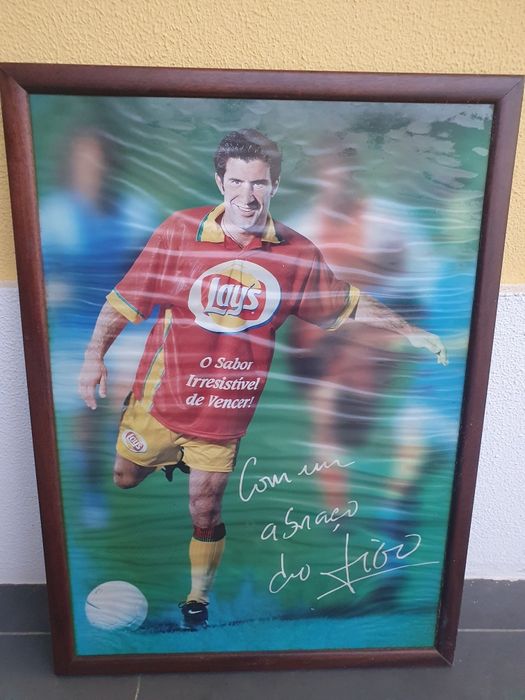 Lay's
O Sabor
Irresistível
de Vencer!
Lay's
Com um
abraço
do Figo